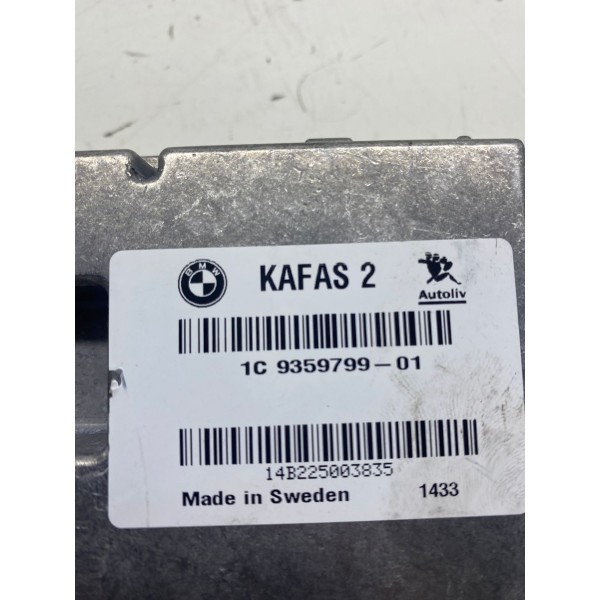 BMW KAFAS 2 Autoliv
1C 9359799-01
14B225003835
Made in Sweden 1433